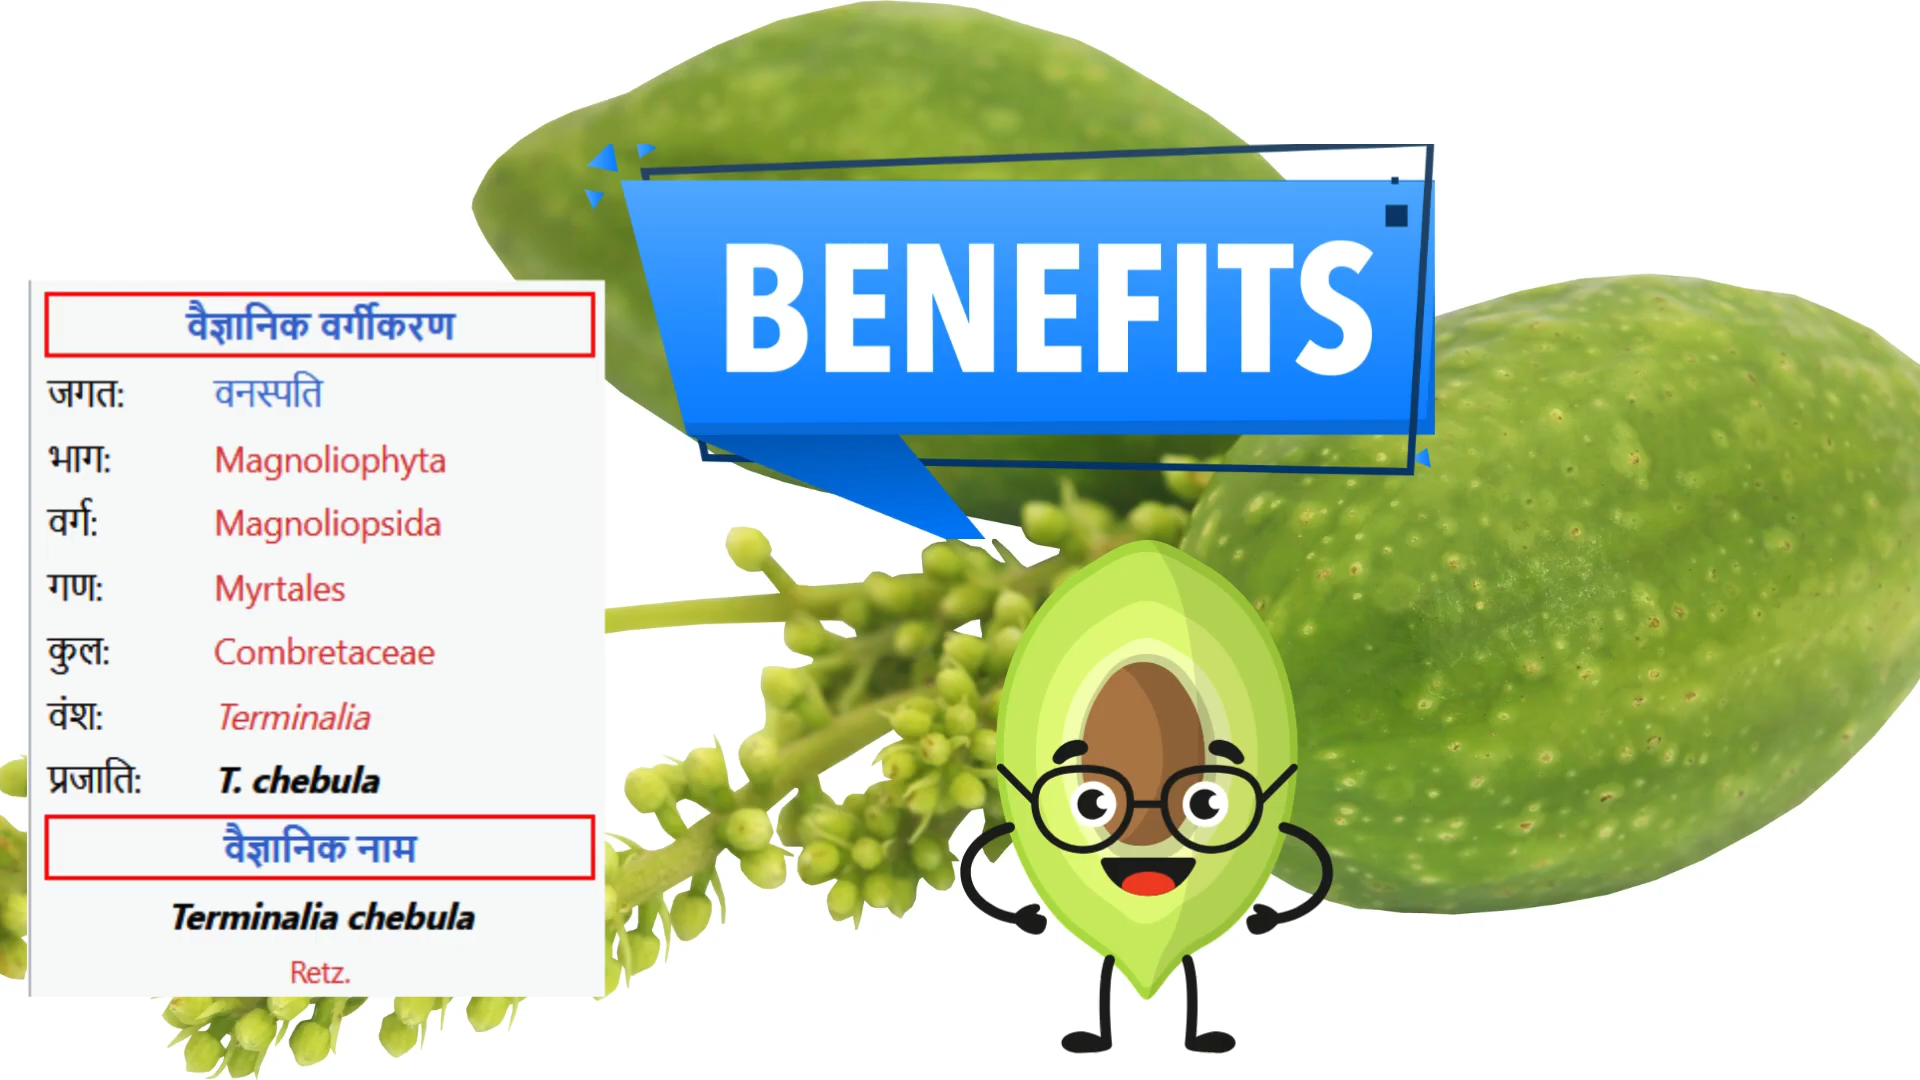 BENEFITS
वैज्ञानिक वर्गीकरण
जगत: वनस्पति
भाग: Magnoliophyta
वर्ग: Magnoliopsida
गण: Myrtales
कुल: Combretaceae
वंश: Terminalia
प्रजाति: T. chebula
वैज्ञानिक नाम
Terminalia chebula
Retz.